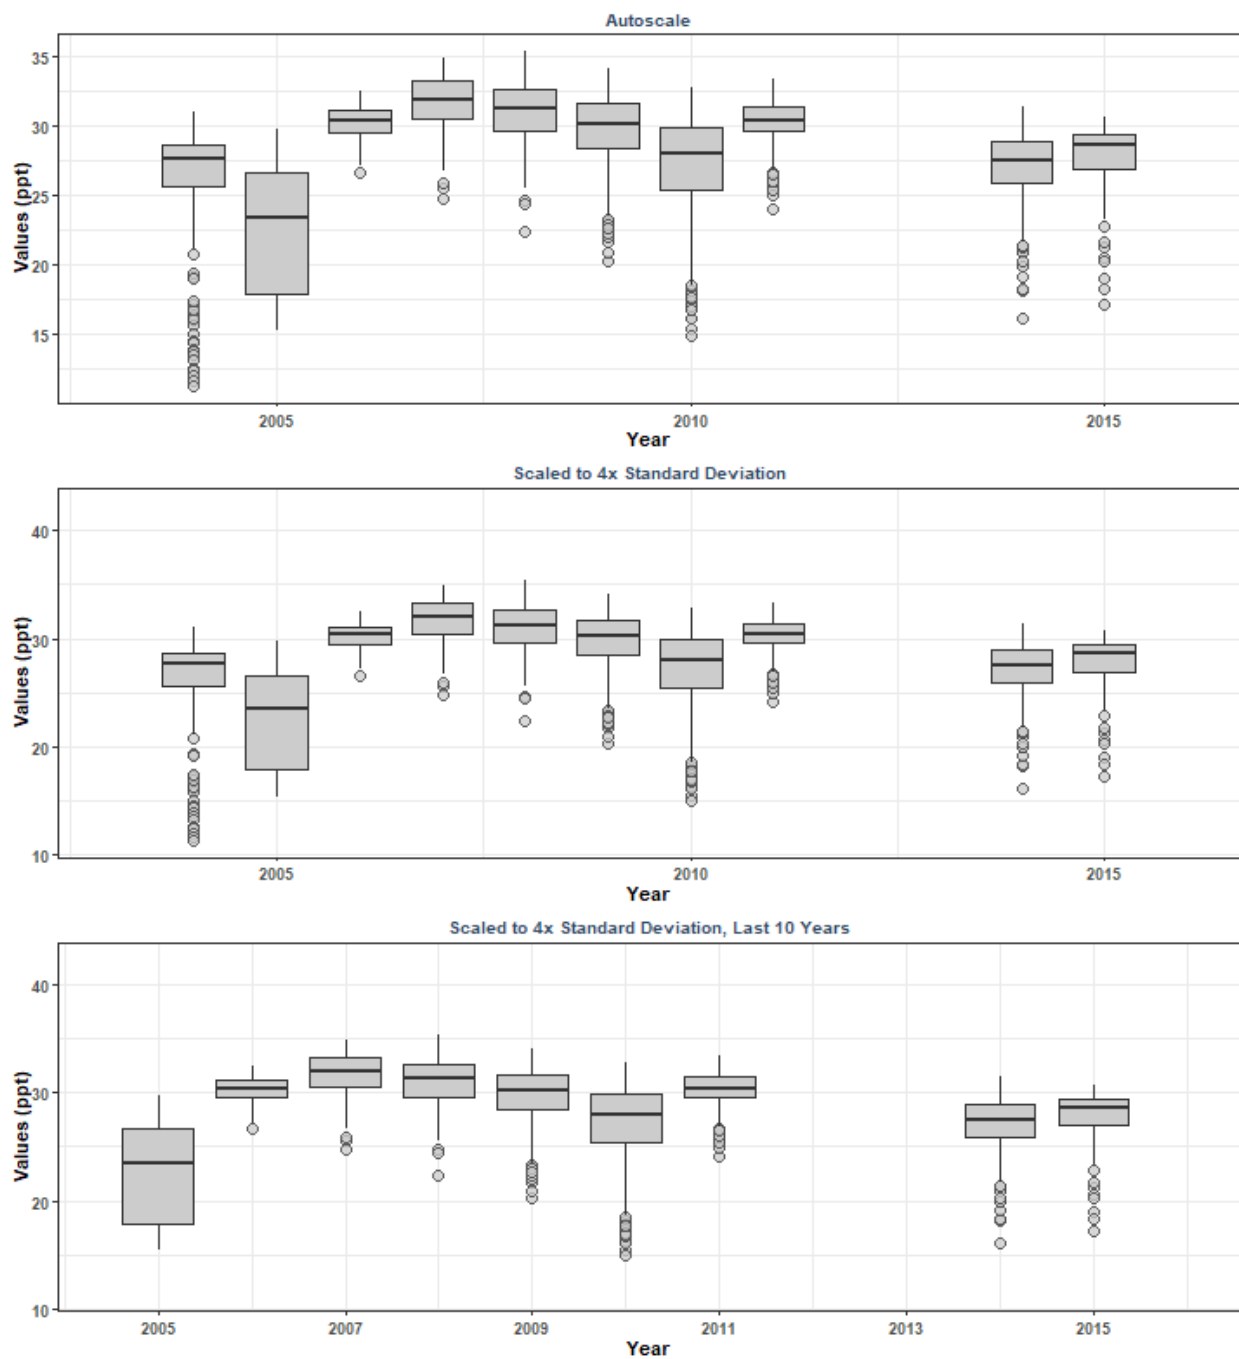 Autoscale
35
30
25
20
15
Values (ppt)
2005 2010 2015
Year
Scaled to 4x Standard Deviation
40
30
20
10
Values (ppt)
2005 2010 2015
Year
Scaled to 4x Standard Deviation, Last 10 Years
40
30
20
10
Values (ppt)
2005 2007 2009 2011 2013 2015
Year